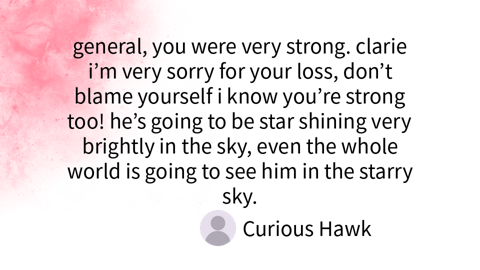 general, you were very strong. clarie
i’m very sorry for your loss, don’t
blame yourself i know you’re strong
too! he’s going to be star shining very
brightly in the sky, even the whole
world is going to see him in the starry
sky.
Curious Hawk